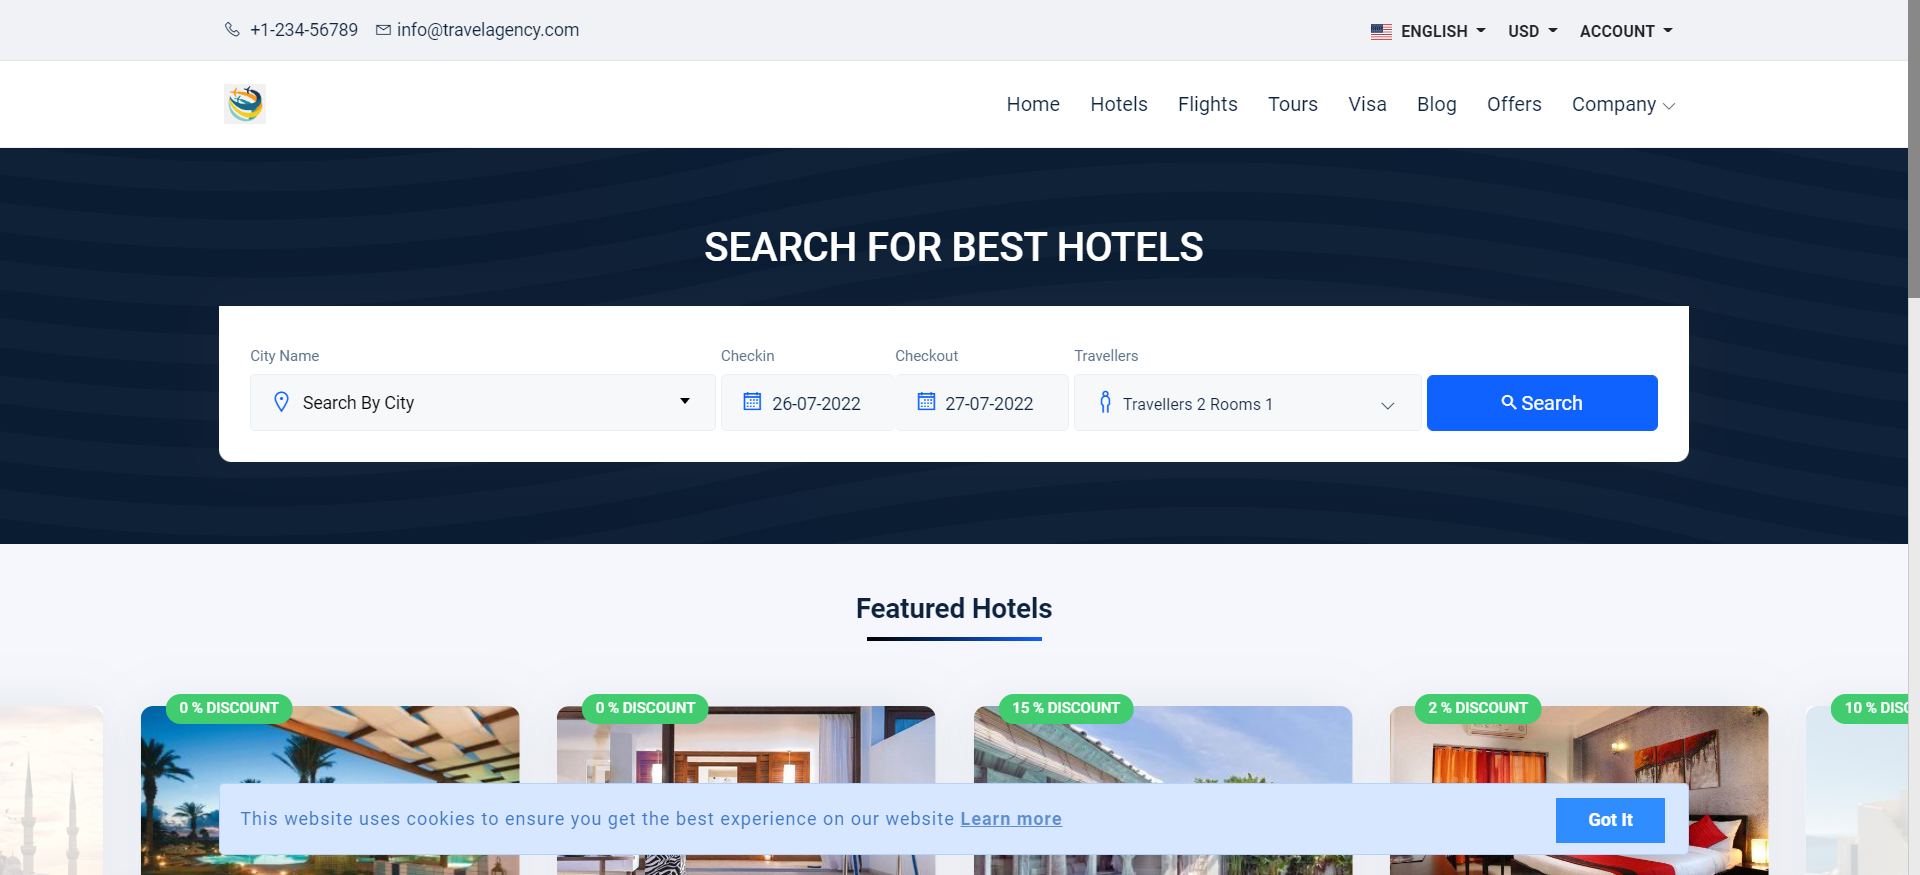 +1-234-56789 info@travelagency.com ENGLISH USD ACCOUNT
Home Hotels Flights Tours Visa Blog Offers Company
SEARCH FOR BEST HOTELS
City Name Checkin Checkout Travellers
Search By City 26-07-2022 27-07-2022 Travellers 2 Rooms 1 Search
Featured Hotels
0 % DISCOUNT 0 % DISCOUNT 15 % DISCOUNT 2 % DISCOUNT 10 % DISC
This website uses cookies to ensure you get the best experience on our website Learn more Got It